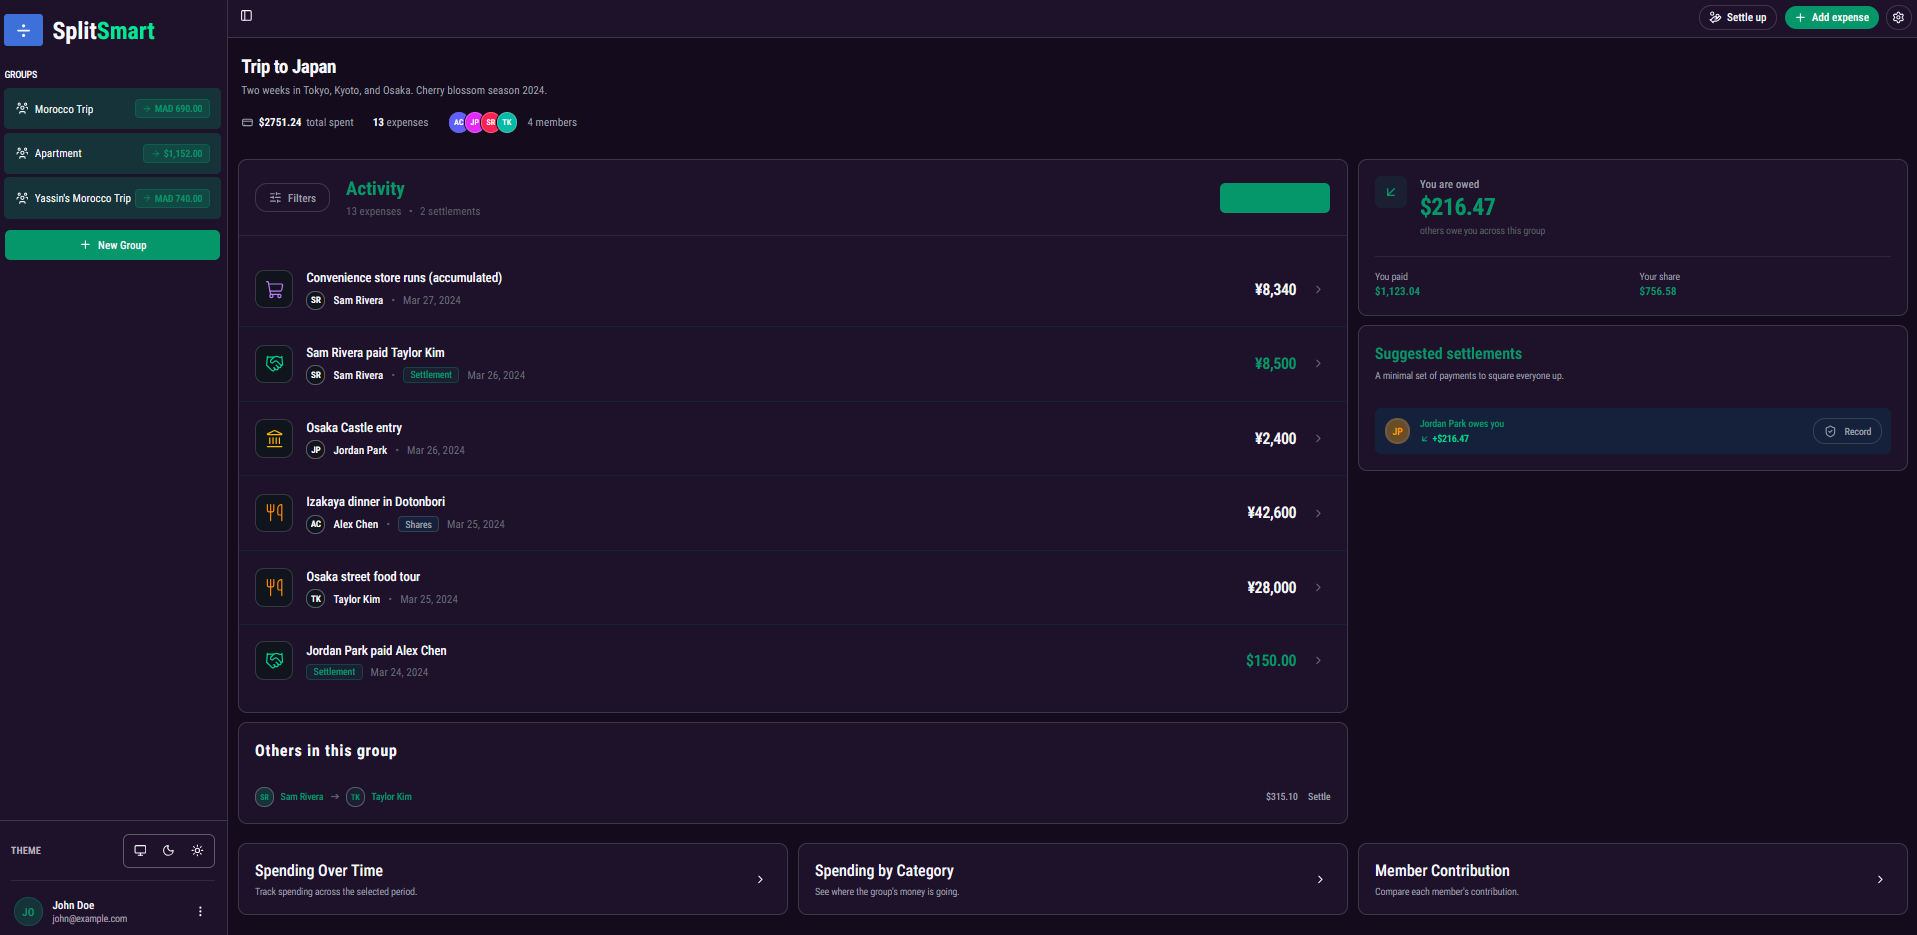 ÷ SplitSmart
GROUPS
Morocco Trip → MAD 690.00
Apartment → $1,152.00
Yassin's Morocco Trip → MAD 740.00
+ New Group
THEME
JO
John Doe
john@example.com
Settle up
+ Add expense
Trip to Japan
Two weeks in Tokyo, Kyoto, and Osaka. Cherry blossom season 2024.
$2751.24 total spent 13 expenses AC JP SR TK 4 members
Filters
Activity
13 expenses • 2 settlements
Convenience store runs (accumulated)
SR Sam Rivera • Mar 27, 2024
¥8,340
Sam Rivera paid Taylor Kim
SR Sam Rivera • Settlement Mar 26, 2024
¥8,500
Osaka Castle entry
JP Jordan Park • Mar 26, 2024
¥2,400
Izakaya dinner in Dotonbori
AC Alex Chen • Shares Mar 25, 2024
¥42,600
Osaka street food tour
TK Taylor Kim • Mar 25, 2024
¥28,000
Jordan Park paid Alex Chen
Settlement Mar 24, 2024
$150.00
Others in this group
SR Sam Rivera → TK Taylor Kim
$315.10 Settle
You are owed
$216.47
others owe you across this group
You paid
$1,123.04
Your share
$756.58
Suggested settlements
A minimal set of payments to square everyone up.
JP
Jordan Park owes you
+$216.47
Record
Spending Over Time
Track spending across the selected period.
Spending by Category
See where the group's money is going.
Member Contribution
Compare each member's contribution.